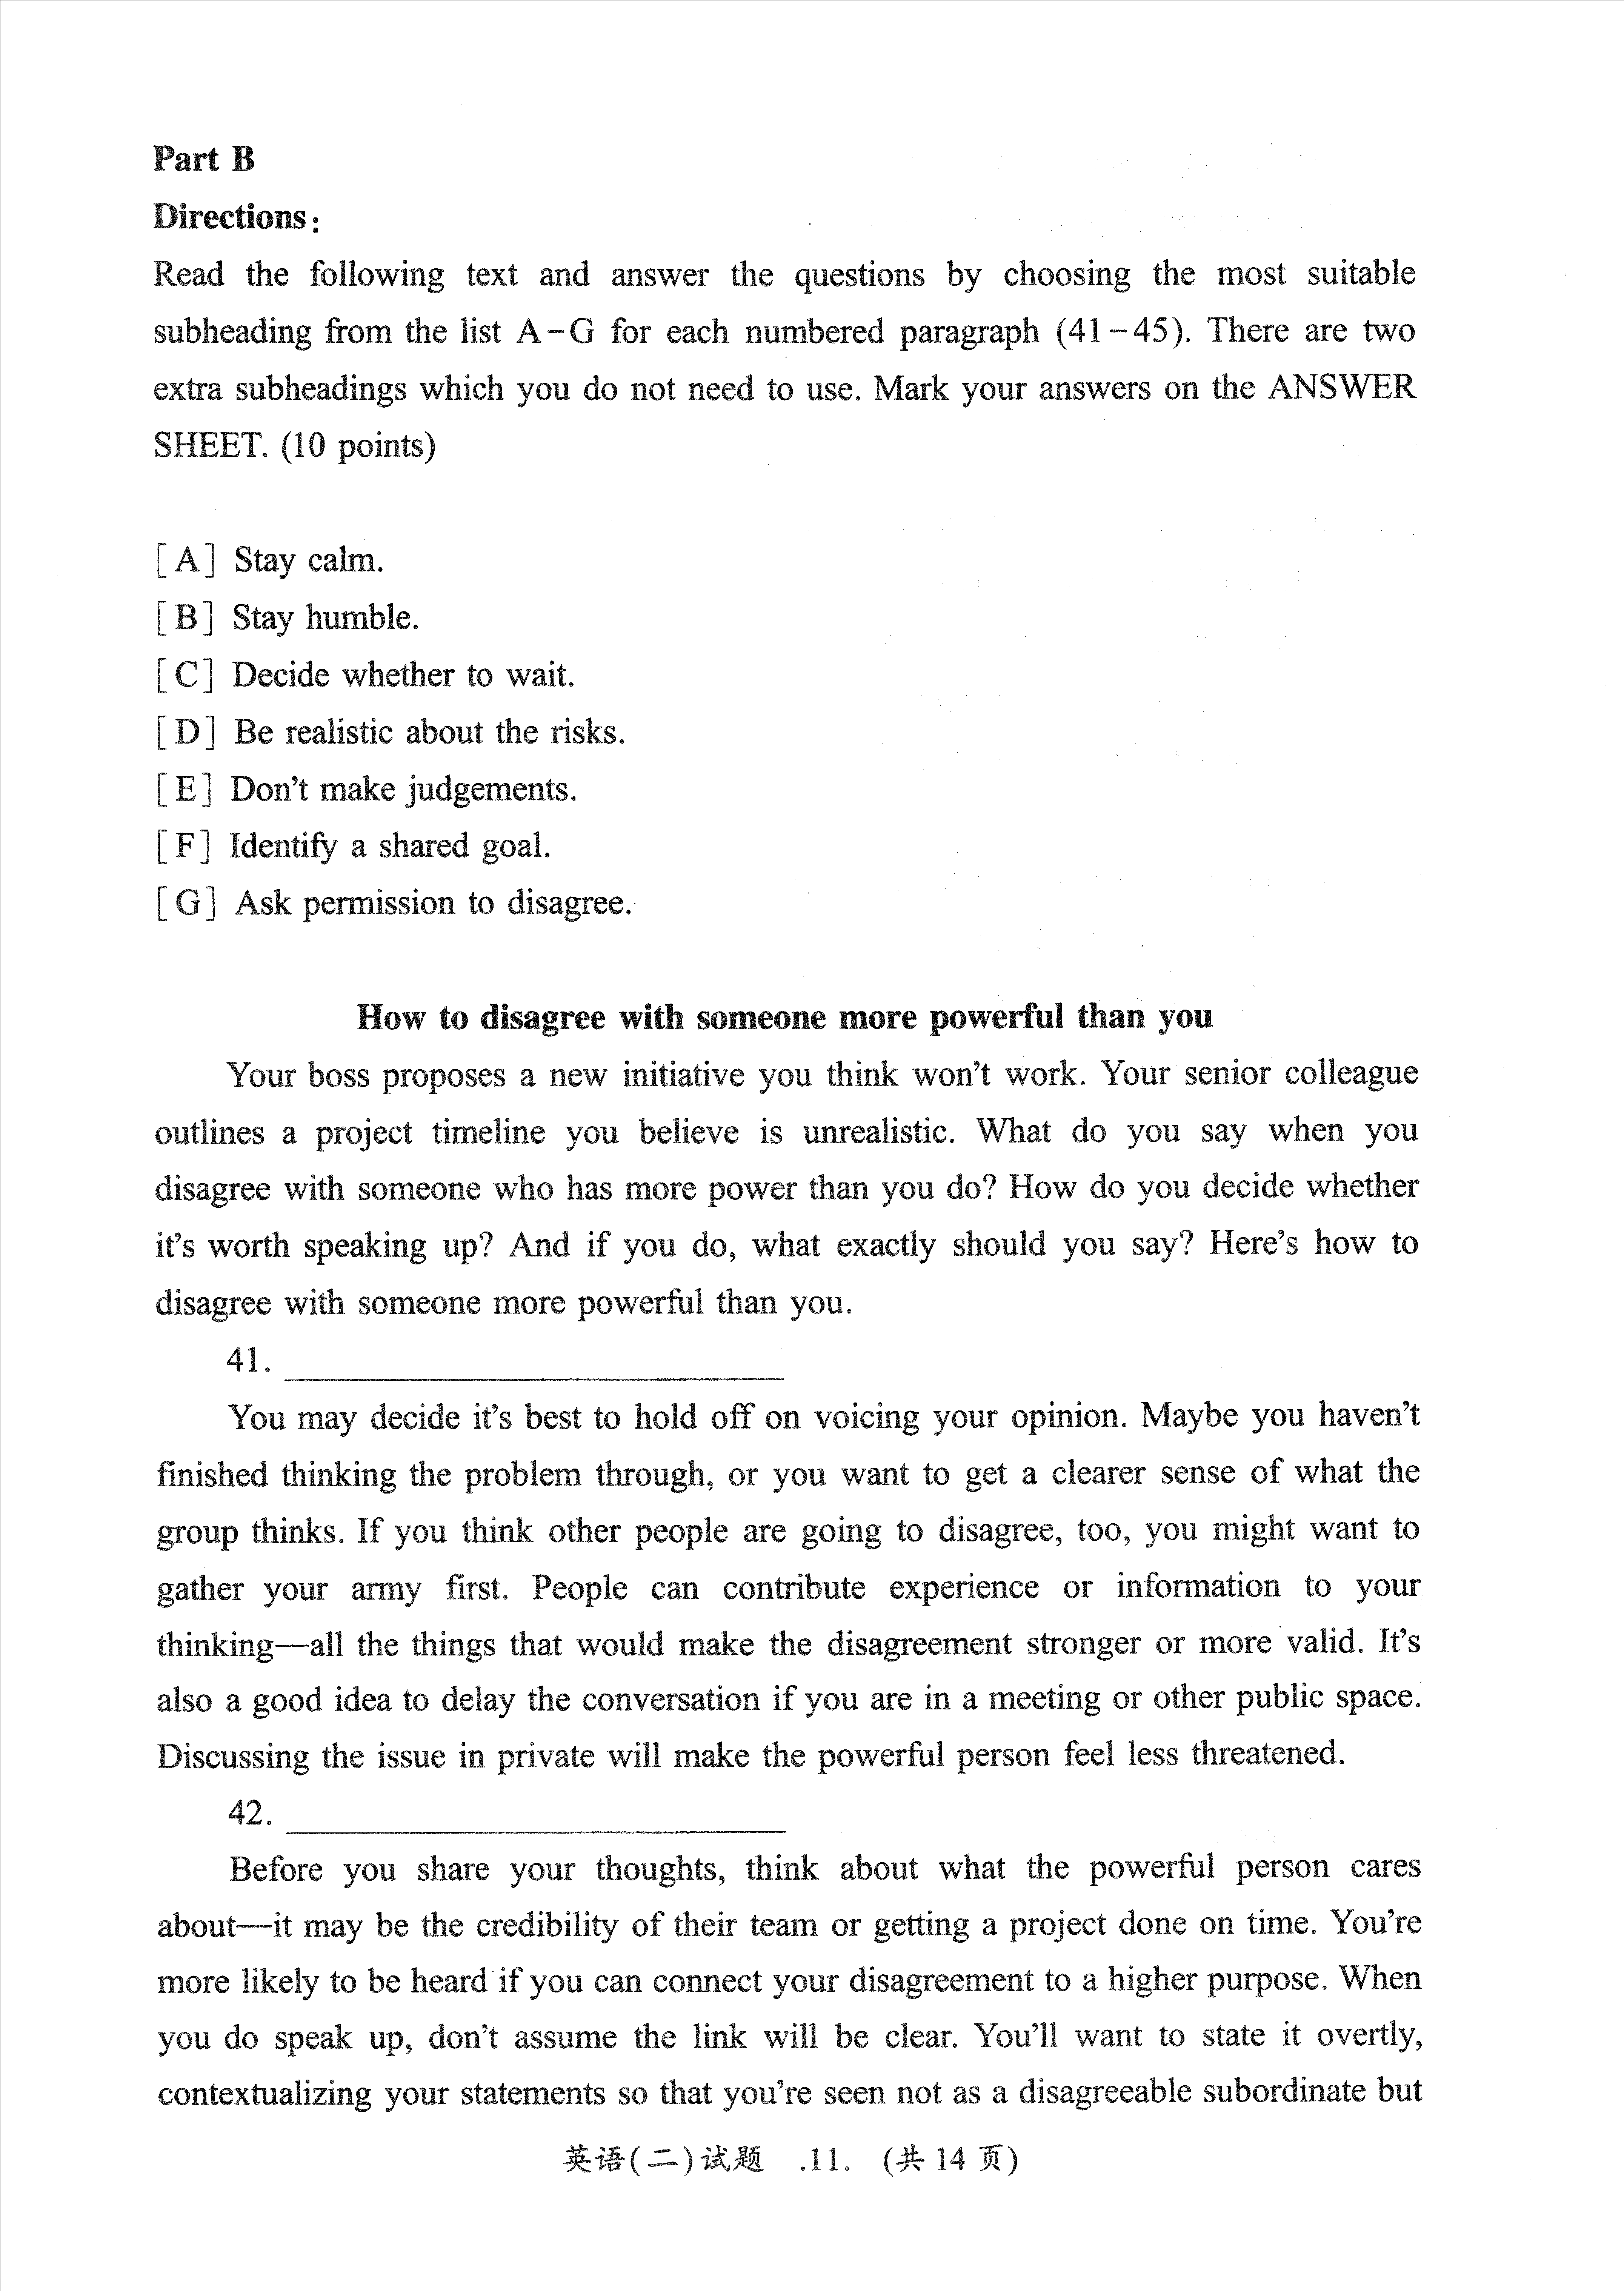 Part B
Directions:
Read the following text and answer the questions by choosing the most suitable
subheading from the list A-G for each numbered paragraph (41-45). There are two
extra subheadings which you do not need to use. Mark your answers on the ANSWER
SHEET. (10 points)
[A] Stay calm.
[B] Stay humble.
[C] Decide whether to wait.
[D] Be realistic about the risks.
[E] Don't make judgements.
[F] Identify a shared goal.
[G] Ask permission to disagree.
How to disagree with someone more powerful than you
Your boss proposes a new initiative you think won't work. Your senior colleague
outlines a project timeline you believe is unrealistic. What do you say when you
disagree with someone who has more power than you do? How do you decide whether
it's worth speaking up? And if you do, what exactly should you say? Here's how to
disagree with someone more powerful than you.
41. ____________________
You may decide it's best to hold off on voicing your opinion. Maybe you haven't
finished thinking the problem through, or you want to get a clearer sense of what the
group thinks. If you think other people are going to disagree, too, you might want to
gather your army first. People can contribute experience or information to your
thinking—all the things that would make the disagreement stronger or more valid. It's
also a good idea to delay the conversation if you are in a meeting or other public space.
Discussing the issue in private will make the powerful person feel less threatened.
42. ____________________
Before you share your thoughts, think about what the powerful person cares
about—it may be the credibility of their team or getting a project done on time. You're
more likely to be heard if you can connect your disagreement to a higher purpose. When
you do speak up, don't assume the link will be clear. You'll want to state it overtly,
contextualizing your statements so that you're seen not as a disagreeable subordinate but
英语(二)试题 .11. (共14页)